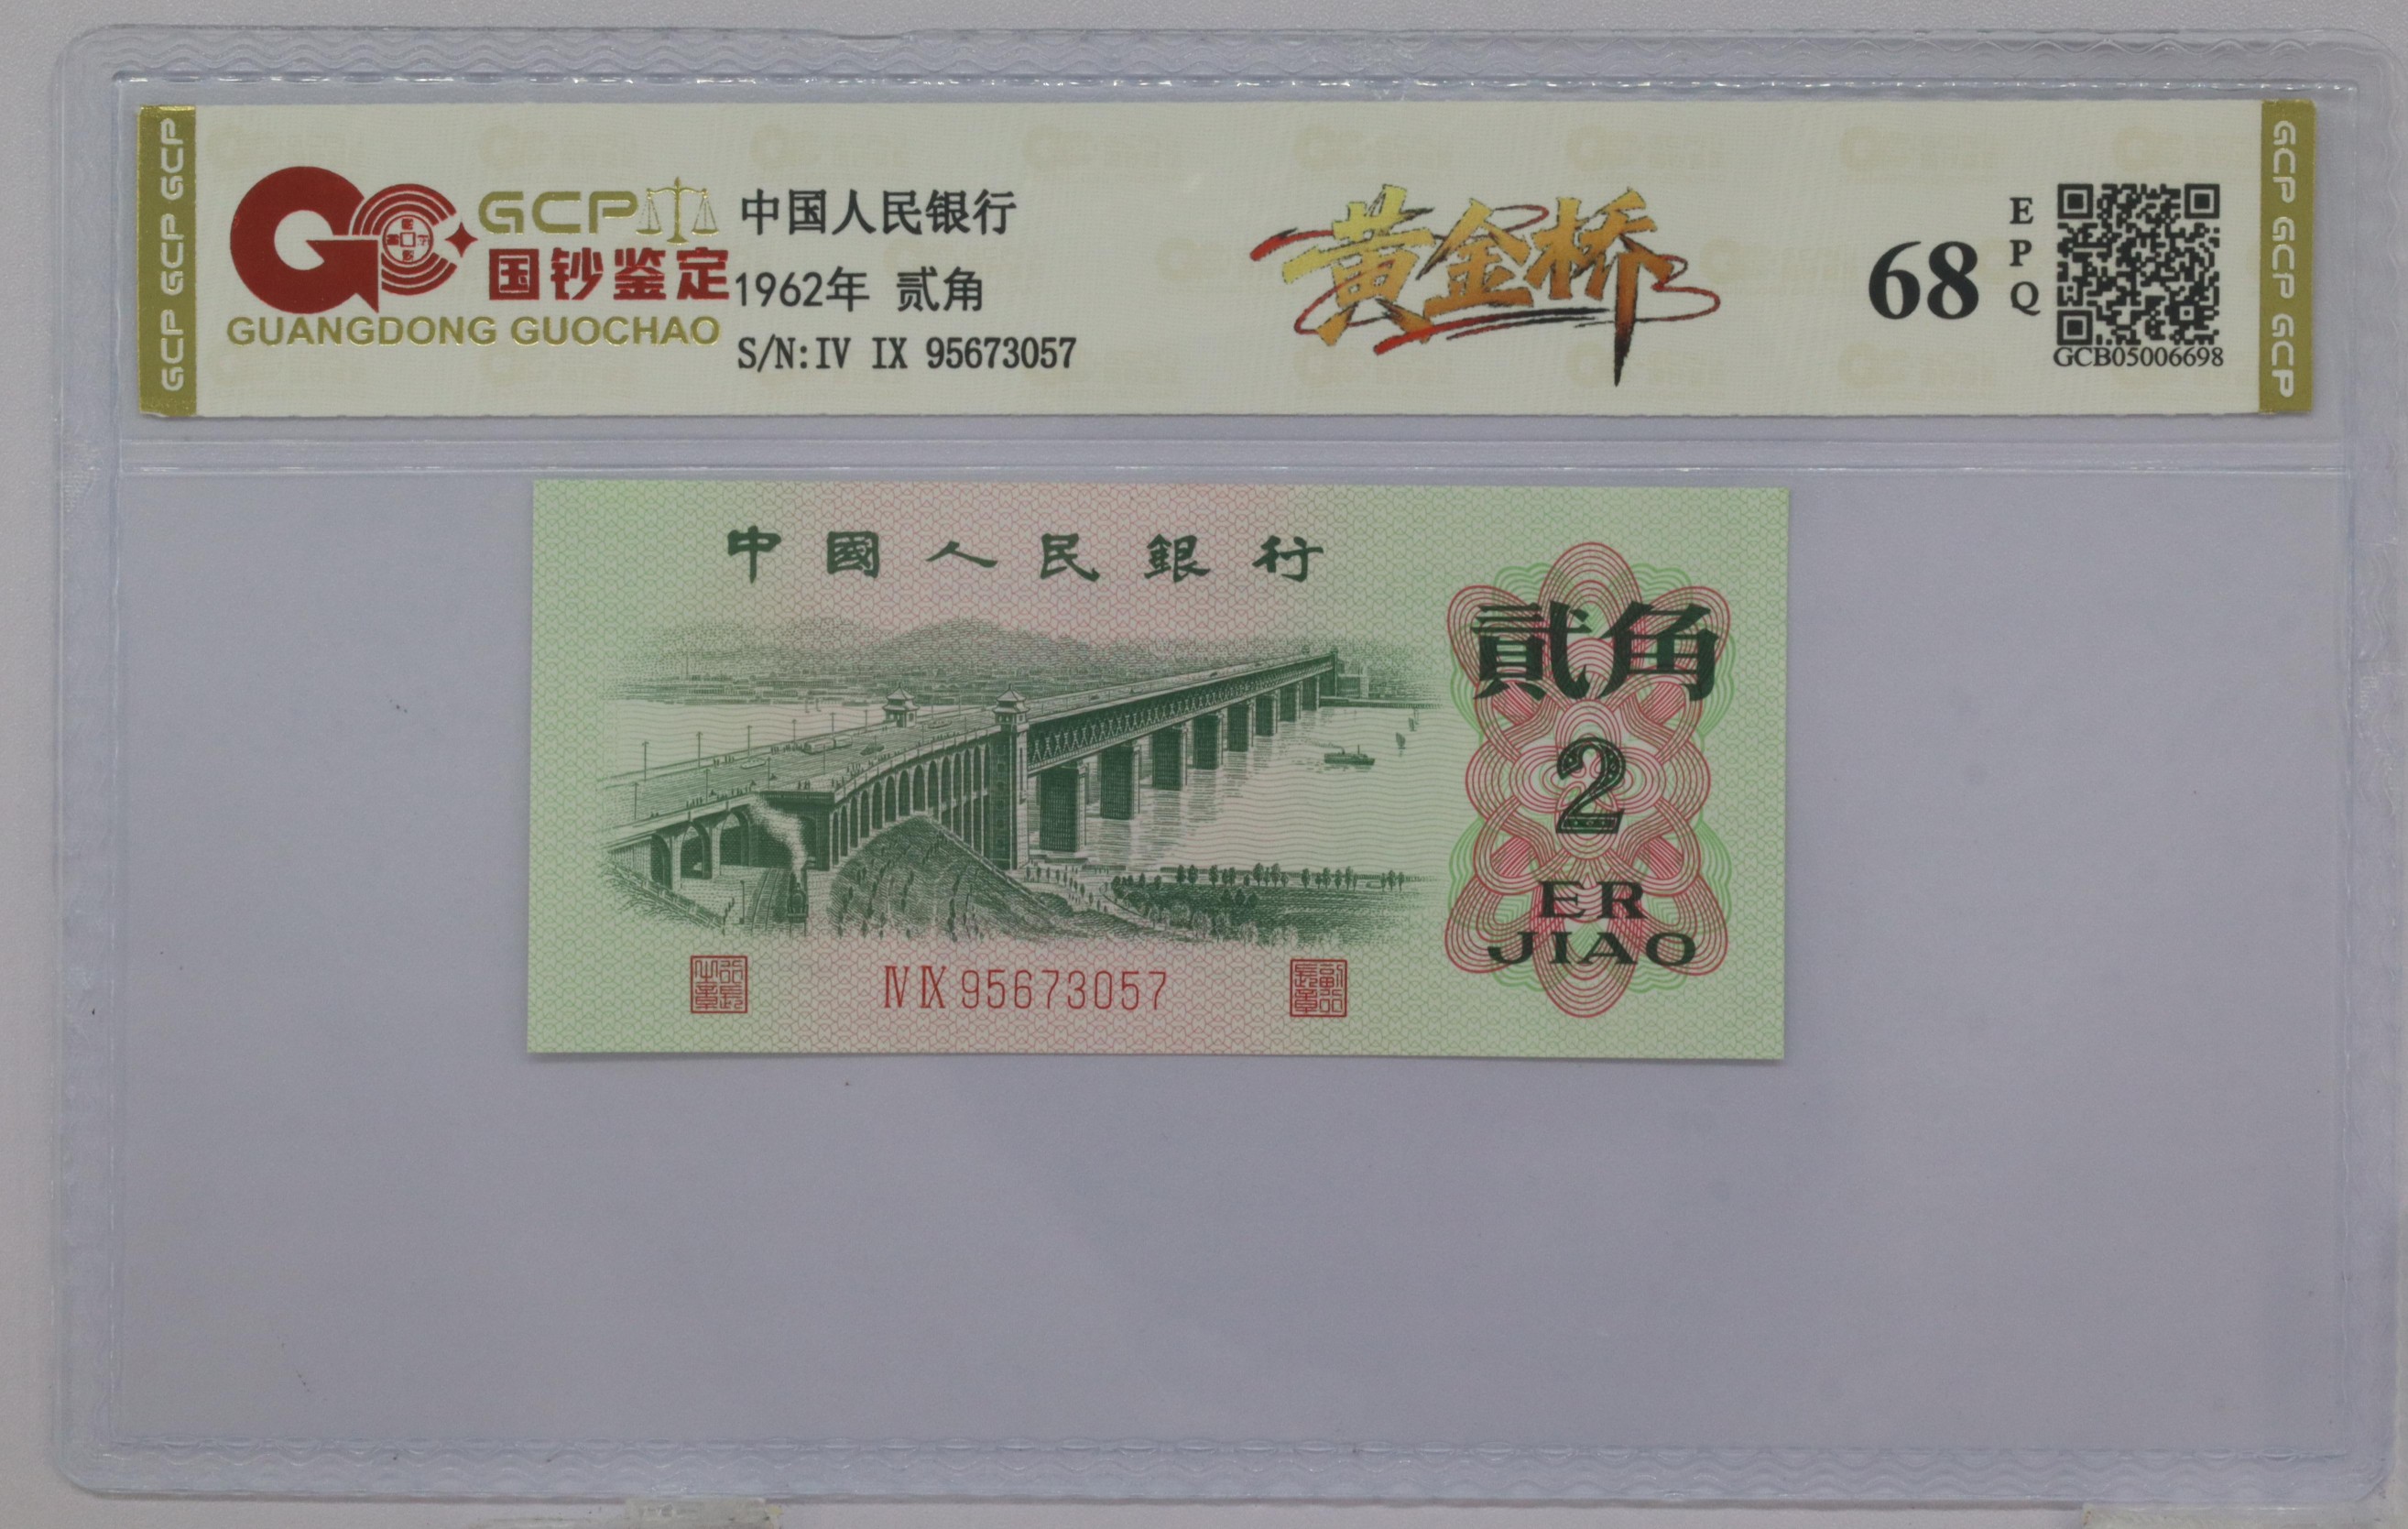 GCP GCP GCP
GCP
国钞鉴定
GUANGDONG GUOCHAO
中国人民银行
1962年 贰角
S/N:IV IX 95673057
黄金桥
68
EPQ
GCB05006698
GCP GCP GCP
中國人民銀行
貳角
2
ER
JIAO
IV IX 95673057